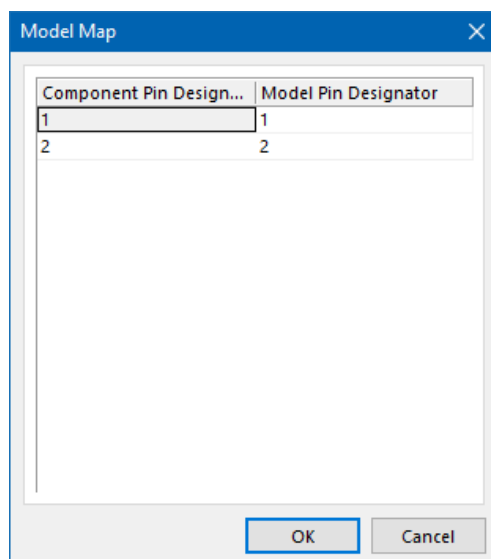 Model Map
Component Pin Design... Model Pin Designator
1 1
2 2
OK Cancel